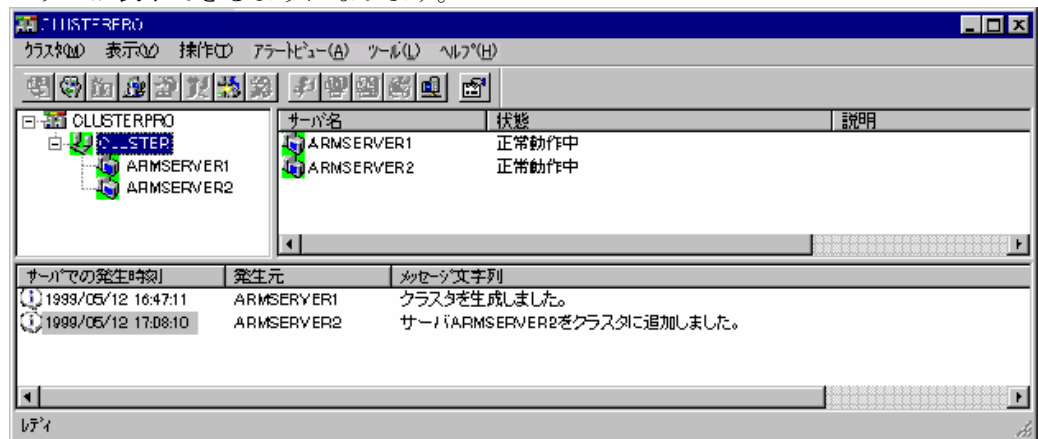 CLUSTERPRO
クラスタ(M) 表示(V) 操作(T) アラートビュー(A) ツール(L) ヘルプ(H)
CLUSTERPRO
CLUSTER
ARMSERVER1
ARMSERVER2
サーバ名 状態 説明
ARMSERVER1 正常動作中
ARMSERVER2 正常動作中
サーバでの発生時刻 発生元 メッセージ文字列
1999/05/12 16:47:11 ARMSERVER1 クラスタを生成しました。
1999/05/12 17:08:10 ARMSERVER2 サーバARMSERVER2をクラスタに追加しました。
レディ